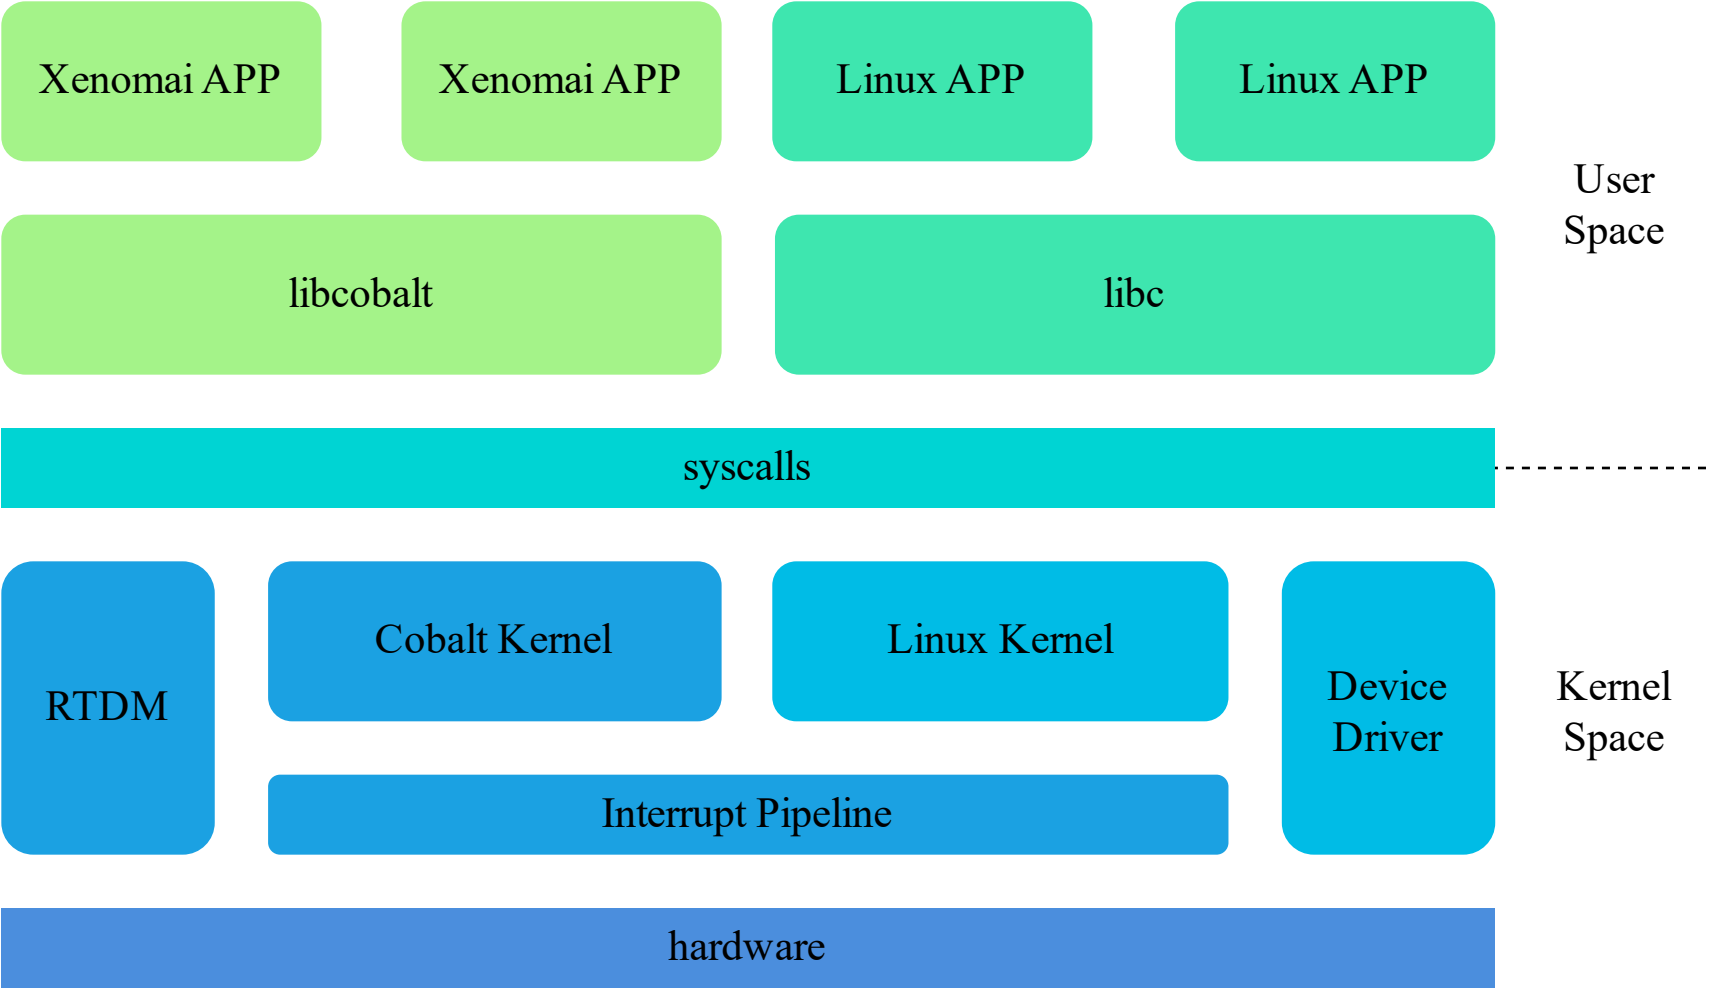 Xenomai APP
Xenomai APP
Linux APP
Linux APP
User
Space
libcobalt
libc
syscalls
RTDM
Cobalt Kernel
Linux Kernel
Device
Driver
Kernel
Space
Interrupt Pipeline
hardware